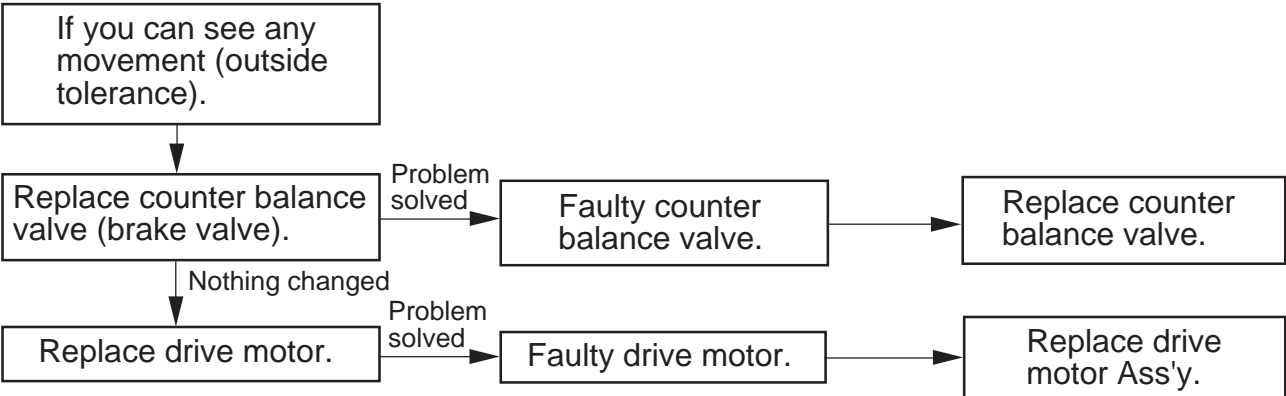 If you can see any
movement (outside
tolerance).
Replace counter balance
valve (brake valve).
Problem
solved
Faulty counter
balance valve.
Replace counter
balance valve.
Nothing changed
Replace drive motor.
Problem
solved
Faulty drive motor.
Replace drive
motor Ass'y.